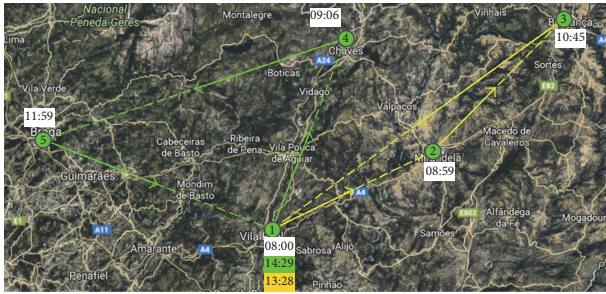 National
Peneda-Gerês
Montalegre
09:06
Vinhais
3
10:45
Lima
4
Chaves
A24
Boticas
Sortes
E82
Vila Verde
Vidago
Valpaços
11:59
Braga
5
Cabeceiras
de Basto
Ribeira
de Pena
Vila Pouca
de Aguiar
2
Mirandela
08:59
Macedo de
Cavaleiros
Guimarães
Mondim
de Basto
A4
E1
A11
Amarante
A4
1
08:00
14:29
13:28
Sabrosa
Alijó
Samões
E802
Alfândega
da Fé
Mogadour
Penafiel
Pinhão